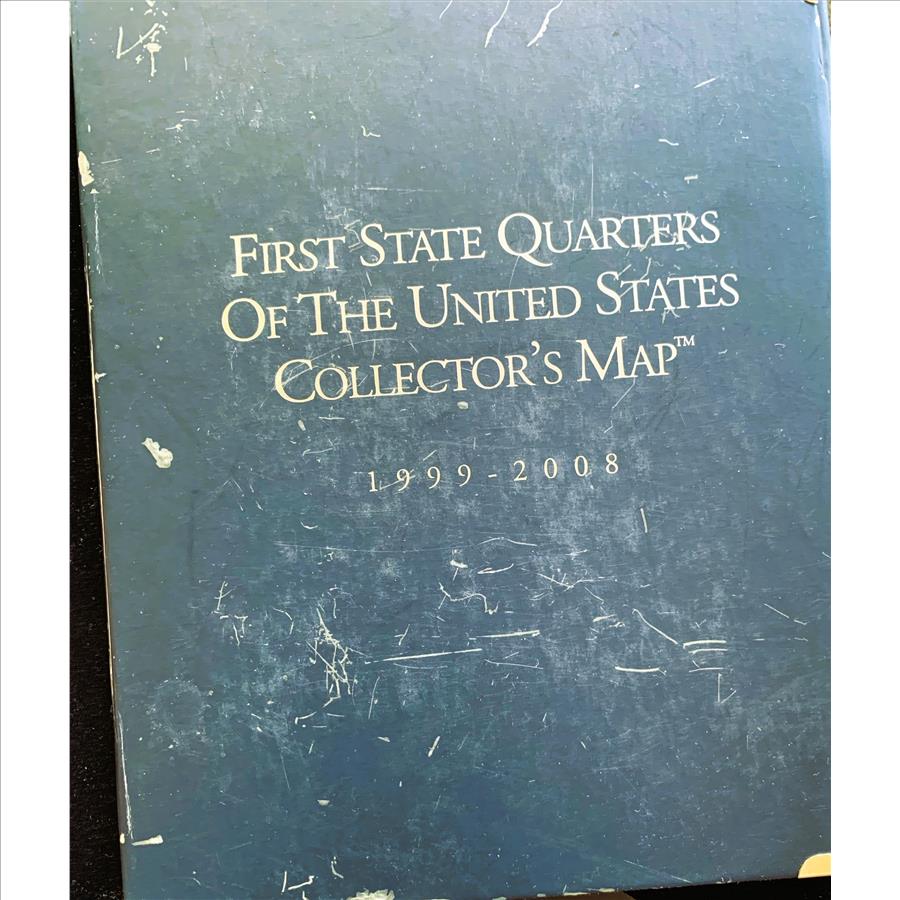 FIRST STATE QUARTERS
OF THE UNITED STATES
COLLECTOR'S MAP™
1999-2008